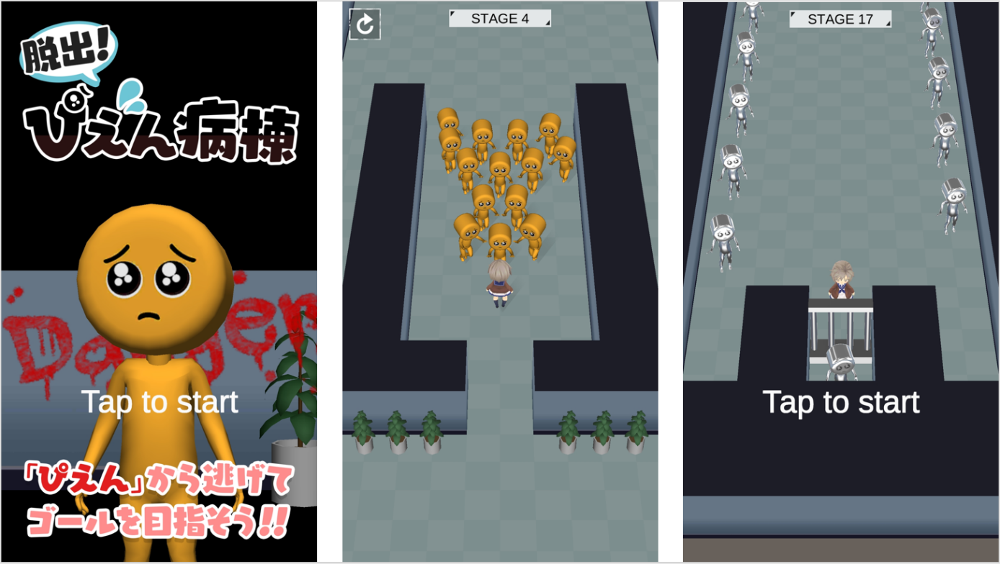 脱出!
ぴえん病棟
Danger
Tap to start
「ぴえん」から逃げて
ゴールを目指そう!!
STAGE 4
STAGE 17
Tap to start